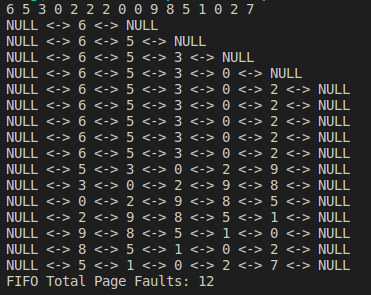 6 5 3 0 2 2 2 0 0 9 8 5 1 0 2 7
NULL <-> 6 <-> NULL
NULL <-> 6 <-> 5 <-> NULL
NULL <-> 6 <-> 5 <-> 3 <-> NULL
NULL <-> 6 <-> 5 <-> 3 <-> 0 <-> NULL
NULL <-> 6 <-> 5 <-> 3 <-> 0 <-> 2 <-> NULL
NULL <-> 6 <-> 5 <-> 3 <-> 0 <-> 2 <-> NULL
NULL <-> 6 <-> 5 <-> 3 <-> 0 <-> 2 <-> NULL
NULL <-> 6 <-> 5 <-> 3 <-> 0 <-> 2 <-> NULL
NULL <-> 6 <-> 5 <-> 3 <-> 0 <-> 2 <-> NULL
NULL <-> 5 <-> 3 <-> 0 <-> 2 <-> 9 <-> NULL
NULL <-> 3 <-> 0 <-> 2 <-> 9 <-> 8 <-> NULL
NULL <-> 0 <-> 2 <-> 9 <-> 8 <-> 5 <-> NULL
NULL <-> 2 <-> 9 <-> 8 <-> 5 <-> 1 <-> NULL
NULL <-> 9 <-> 8 <-> 5 <-> 1 <-> 0 <-> NULL
NULL <-> 8 <-> 5 <-> 1 <-> 0 <-> 2 <-> NULL
NULL <-> 5 <-> 1 <-> 0 <-> 2 <-> 7 <-> NULL
FIFO Total Page Faults: 12